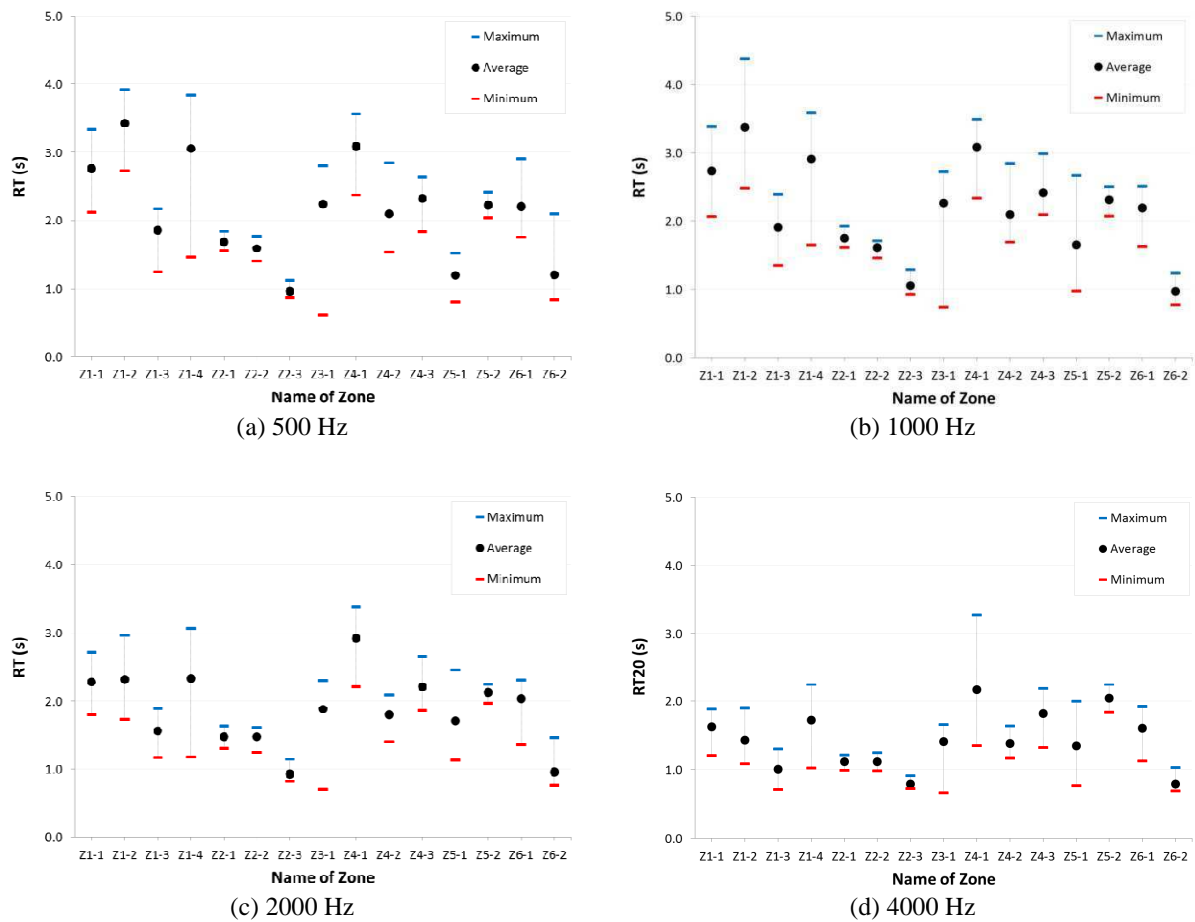 5.0
4.0
3.0
2.0
1.0
0.0
RT (s)
Maximum
Average
Minimum
Z1-1 Z1-2 Z1-3 Z1-4 Z2-1 Z2-2 Z2-3 Z3-1 Z4-1 Z4-2 Z4-3 Z5-1 Z5-2 Z6-1 Z6-2
Name of Zone
(a) 500 Hz
5.0
4.0
3.0
2.0
1.0
0.0
RT (s)
Maximum
Average
Minimum
Z1-1 Z1-2 Z1-3 Z1-4 Z2-1 Z2-2 Z2-3 Z3-1 Z4-1 Z4-2 Z4-3 Z5-1 Z5-2 Z6-1 Z6-2
Name of Zone
(b) 1000 Hz
5.0
4.0
3.0
2.0
1.0
0.0
RT (s)
Maximum
Average
Minimum
Z1-1 Z1-2 Z1-3 Z1-4 Z2-1 Z2-2 Z2-3 Z3-1 Z4-1 Z4-2 Z4-3 Z5-1 Z5-2 Z6-1 Z6-2
Name of Zone
(c) 2000 Hz
5.0
4.0
3.0
2.0
1.0
0.0
RT20 (s)
Maximum
Average
Minimum
Z1-1 Z1-2 Z1-3 Z1-4 Z2-1 Z2-2 Z2-3 Z3-1 Z4-1 Z4-2 Z4-3 Z5-1 Z5-2 Z6-1 Z6-2
Name of Zone
(d) 4000 Hz